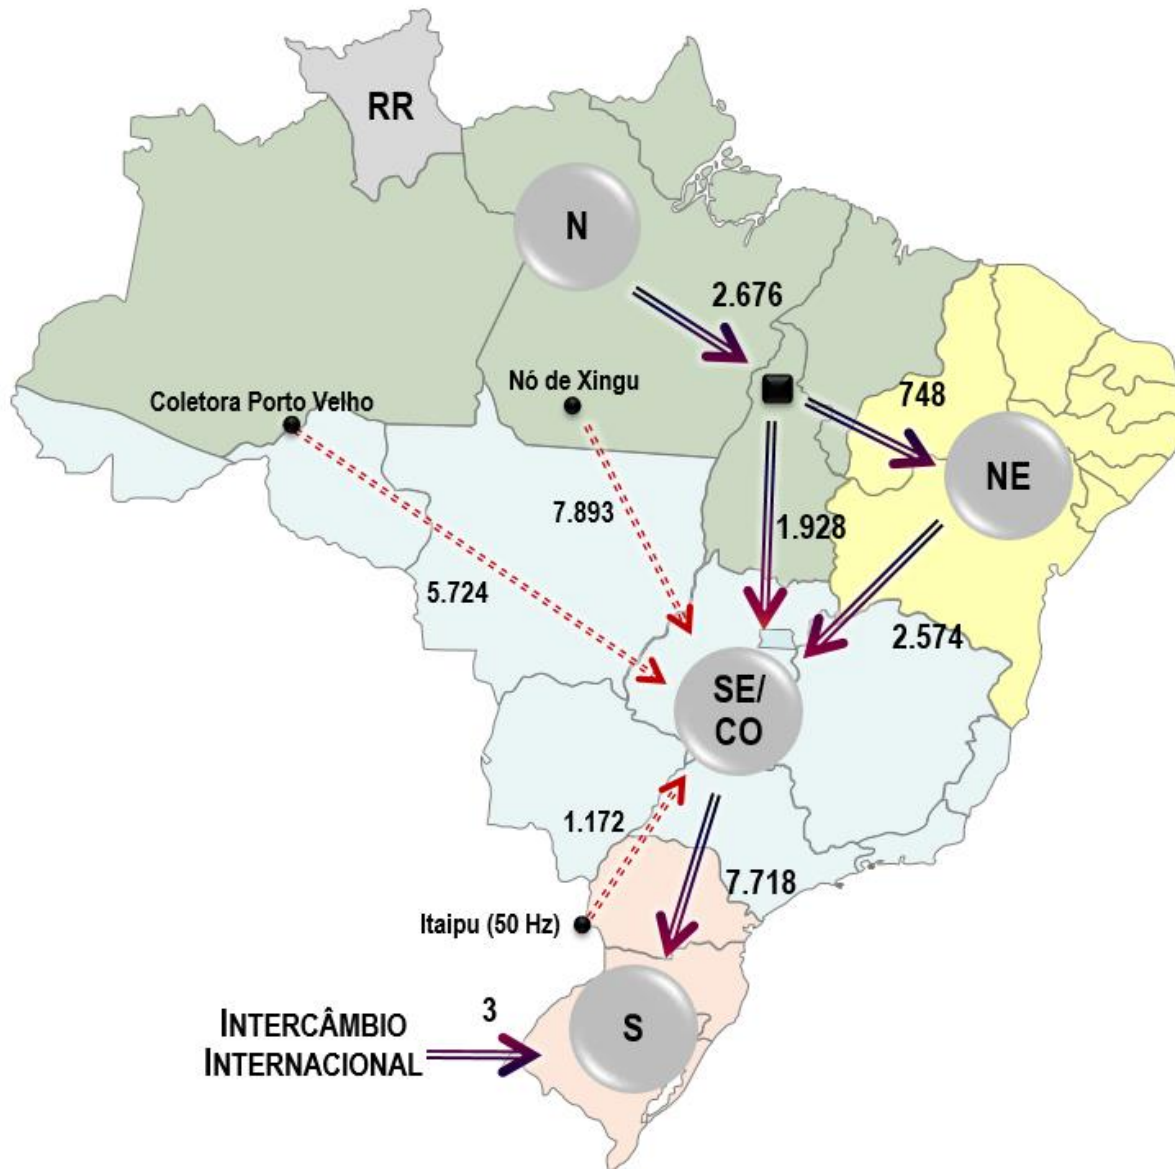 RR
N
2.676
Nó de Xingu
748
Coletora Porto Velho
NE
7.893
1.928
5.724
2.574
SE/
CO
1.172
7.718
Itaipu (50 Hz)
3
INTERCÂMBIO
INTERNACIONAL
S